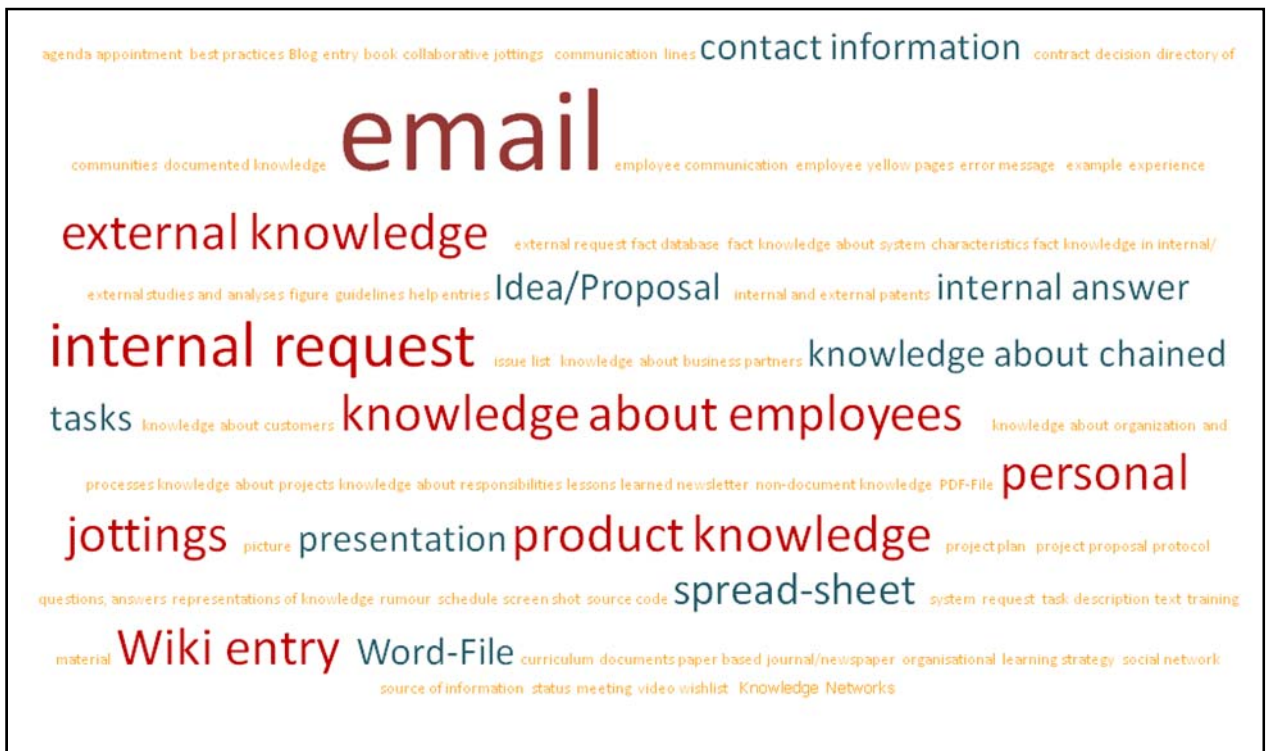 agenda appointment best practices Blog entry book collaborative jottings communication lines contact information contract decision directory of
communities documented knowledge email employee communication employee yellow pages error message example experience
external knowledge external request fact database fact knowledge about system characteristics fact knowledge in internal/
external studies and analyses figure guidelines help entries Idea/Proposal internal and external patents internal answer
internal request issue list knowledge about business partners knowledge about chained
tasks knowledge about customers knowledge about employees knowledge about organization and
processes knowledge about projects knowledge about responsibilities lessons learned newsletter non-document knowledge PDF-File personal
jottings picture presentation product knowledge project plan project proposal protocol
questions, answers representations of knowledge rumour schedule screen shot source code spread-sheet system request task description text training
material Wiki entry Word-File curriculum documents paper based journal/newspaper organisational learning strategy social network
source of information status meeting video wishlist Knowledge Networks